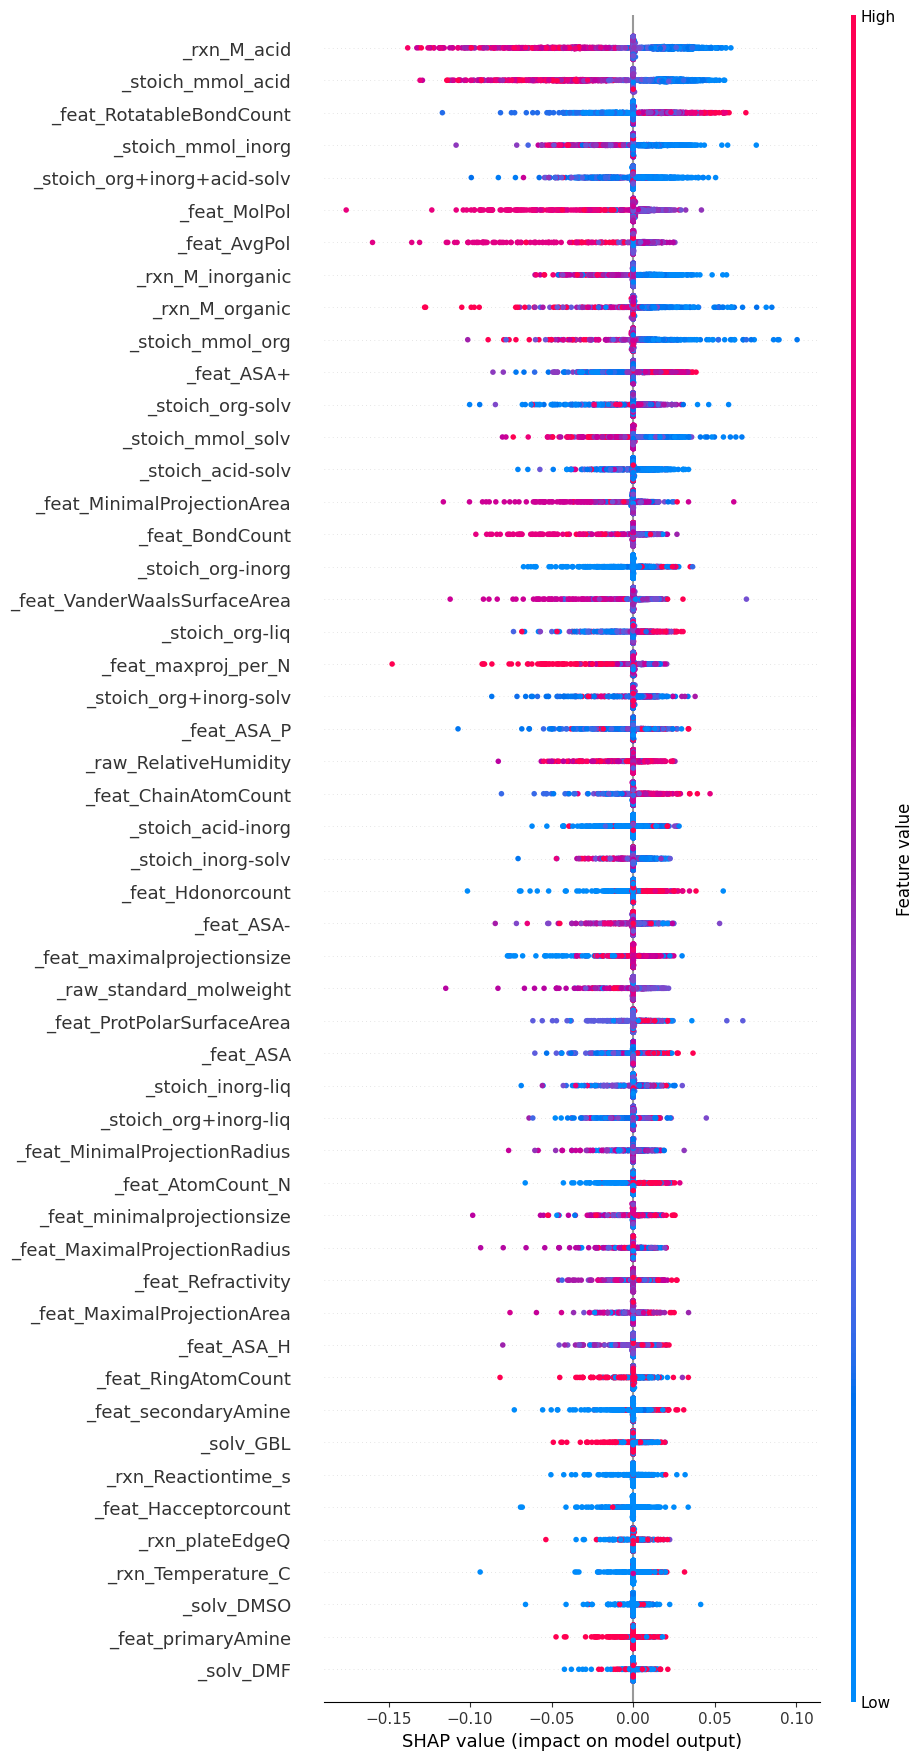 High
_rxn_M_acid
_stoich_mmol_acid
_feat_RotatableBondCount
_stoich_mmol_inorg
_stoich_org+inorg+acid-solv
_feat_MolPol
_feat_AvgPol
_rxn_M_inorganic
_rxn_M_organic
_stoich_mmol_org
_feat_ASA+
_stoich_org-solv
_stoich_mmol_solv
_stoich_acid-solv
_feat_MinimalProjectionArea
_feat_BondCount
_stoich_org-inorg
_feat_VanderWaalsSurfaceArea
_stoich_org-liq
_feat_maxproj_per_N
_stoich_org+inorg-solv
_feat_ASA_P
_raw_RelativeHumidity
_feat_ChainAtomCount
_stoich_acid-inorg
_stoich_inorg-solv
_feat_Hdonorcount
_feat_ASA-
_feat_maximalprojectionsize
_raw_standard_molweight
_feat_ProtPolarSurfaceArea
_feat_ASA
_stoich_inorg-liq
_stoich_org+inorg-liq
_feat_MinimalProjectionRadius
_feat_AtomCount_N
_feat_minimalprojectionsize
_feat_MaximalProjectionRadius
_feat_Refractivity
_feat_MaximalProjectionArea
_feat_ASA_H
_feat_RingAtomCount
_feat_secondaryAmine
_solv_GBL
_rxn_Reactiontime_s
_feat_Hacceptorcount
_rxn_plateEdgeQ
_rxn_Temperature_C
_solv_DMSO
_feat_primaryAmine
_solv_DMF
Feature value
Low
−0.15 −0.10 −0.05 0.00 0.05 0.10
SHAP value (impact on model output)